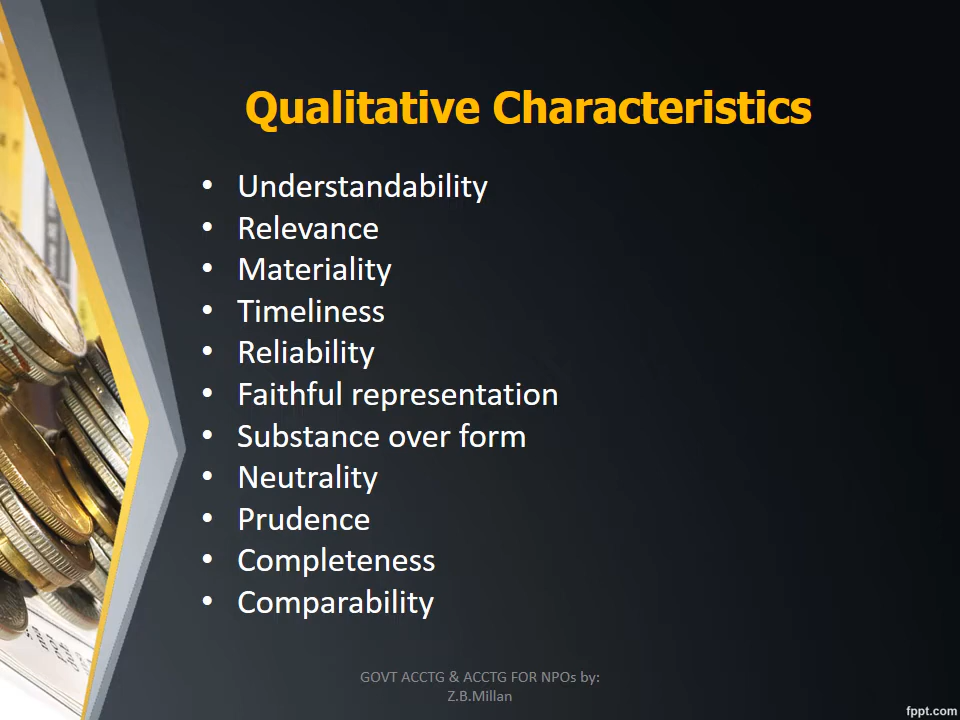 Qualitative Characteristics
• Understandability
• Relevance
• Materiality
• Timeliness
• Reliability
• Faithful representation
• Substance over form
• Neutrality
• Prudence
• Completeness
• Comparability
GOVT ACCTG & ACCTG FOR NPOs by:
Z.B.Millan
fppt.com